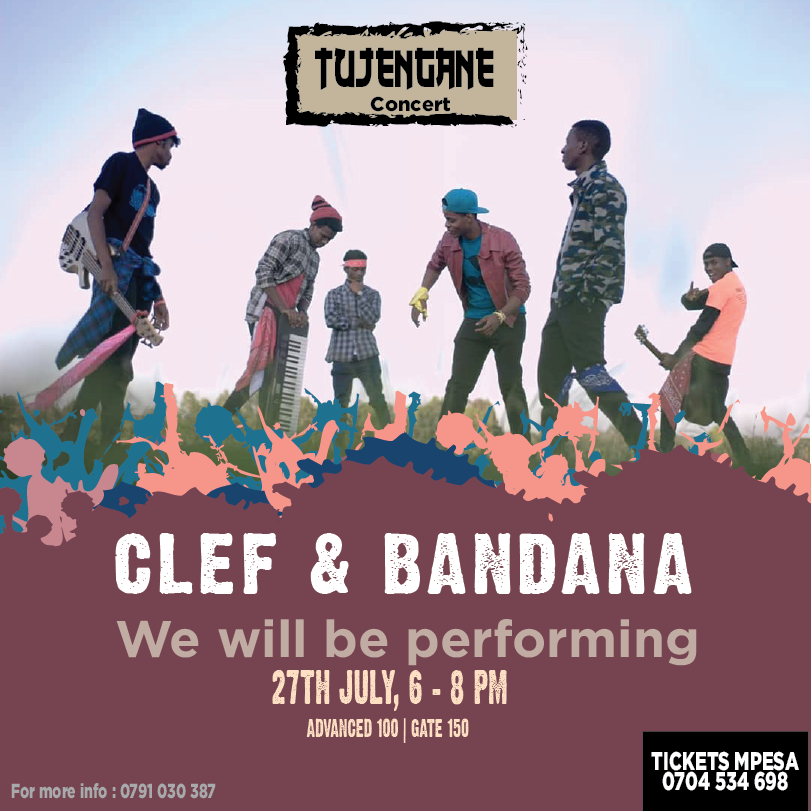 TUJENGANE
Concert
CLEF & BANDANA
We will be performing
27TH JULY, 6 - 8 PM
ADVANCED 100 | GATE 150
TICKETS MPESA
0704 534 698
For more info : 0791 030 387